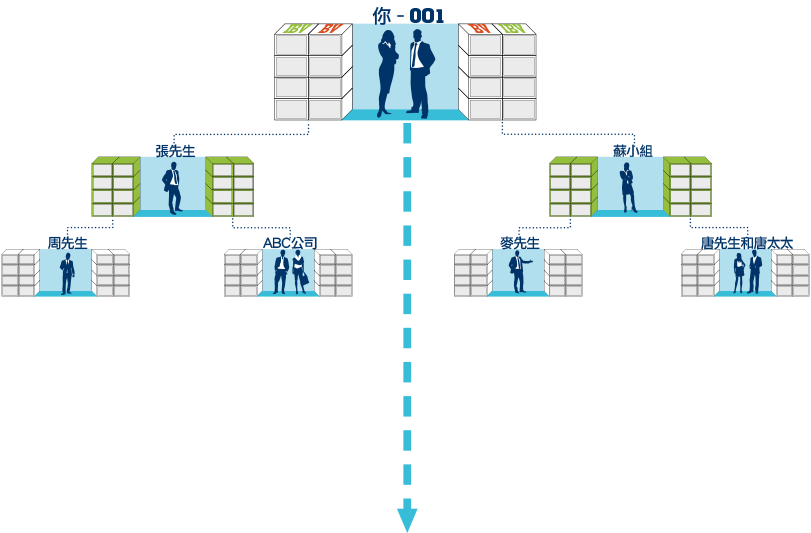 你 - 001
IBV BV BV IBV
張先生
蘇小組
周先生
ABC公司
麥先生
唐先生和唐太太